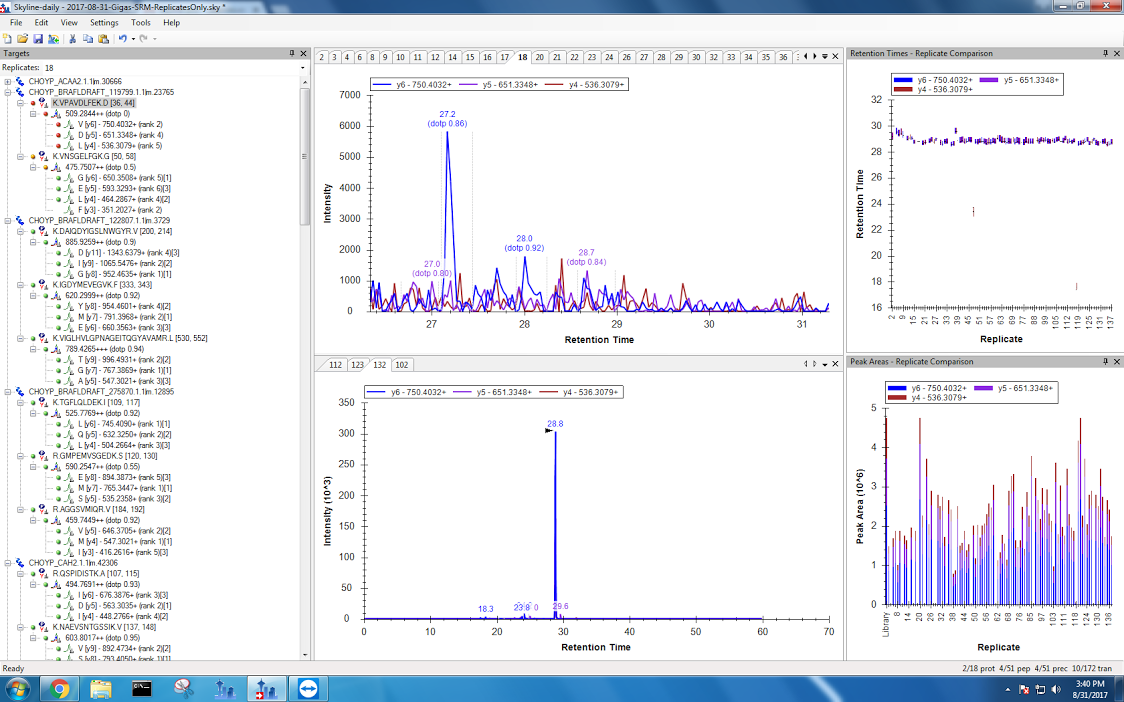 Skyline-daily - 2017-08-31-Gigas-SRM-ReplicatesOnly.sky *
File Edit View Settings Tools Help
Targets
Replicates: 18
CHOYP_ACAA2.1.1|m.30666
CHOYP_BRAFLDRAFT_119799.1.1|m.23765
K.VFAVDLFEK.D [36, 44]
509.2844++ (dotp 0)
V [y6] - 750.4032+ (rank 2)
D [y5] - 651.3348+ (rank 4)
L [y4] - 536.3079+ (rank 5)
K.VNSGELFGK.G [50, 58]
475.7507++ (dotp 0.5)
G [y6] - 650.3508+ (rank 5)[1]
E [y5] - 593.3293+ (rank 6)[3]
L [y4] - 464.2867+ (rank 4)[2]
F [y3] - 351.2027+ (rank 2)
CHOYP_BRAFLDRAFT_122807.1.1|m.3729
K.DAIQDYIGSLNWGYR.V [200, 214]
885.9259++ (dotp 0.9)
D [y11] - 1343.6379+ (rank 4)[3]
I [y9] - 1065.5476+ (rank 2)[2]
G [y8] - 952.4635+ (rank 1)[1]
K.IGDYMEVEGVK.F [333, 343]
620.2999++ (dotp 0.92)
Y [y8] - 954.4601+ (rank 4)[2]
M [y7] - 791.3968+ (rank 2)[1]
E [y6] - 660.3563+ (rank 3)[3]
K.VIGLHVLGPNAGEITQGYAVAMR.L [530, 552]
789.4265+++ (dotp 0.94)
T [y9] - 996.4931+ (rank 2)[2]
G [y7] - 767.3869+ (rank 1)[1]
A [y5] - 547.3021+ (rank 3)[3]
CHOYP_BRAFLDRAFT_275870.1.1|m.12895
K.TGFLQLDEK.I [109, 117]
525.7769++ (dotp 0.92)
L [y6] - 745.4090+ (rank 1)[1]
Q [y5] - 632.3250+ (rank 2)[2]
L [y4] - 504.2664+ (rank 3)[3]
R.GMPEMVSGEDK.S [120, 130]
590.2547++ (dotp 0.55)
E [y8] - 894.3873+ (rank 5)[3]
M [y7] - 765.3447+ (rank 1)[1]
S [y5] - 535.2358+ (rank 3)[2]
R.AGGSVMIQR.V [184, 192]
459.7449++ (dotp 0.92)
V [y5] - 646.3705+ (rank 2)[2]
M [y4] - 547.3021+ (rank 1)[1]
I [y3] - 416.2616+ (rank 5)[3]
CHOYP_CAH2.1.1|m.42306
R.QSPIDISTK.A [107, 115]
494.7691++ (dotp 0.93)
I [y6] - 676.3876+ (rank 3)[3]
D [y5] - 563.3035+ (rank 2)[1]
I [y4] - 448.2766+ (rank 4)[2]
K.NAEVSNTGSSIK.V [137, 148]
603.8017++ (dotp 0.95)
V [y9] - 892.4734+ (rank 2)[2]
S [y8] - 793.4050+ (rank 1)[1]
2 3 4 6 8 9 10 11 12 14 15 16 17 18 20 21 22 23 24 26 28 29 30 32 33 34 35 36
y6 - 750.4032+ y5 - 651.3348+ y4 - 536.3079+
7000
6000
5000
4000
3000
2000
1000
0
Intensity
27.2
(dotp 0.86)
28.0
(dotp 0.92)
28.7
(dotp 0.84)
27.0
(dotp 0.80)
27 28 29 30 31
Retention Time
112 123 132 102
y6 - 750.4032+ y5 - 651.3348+ y4 - 536.3079+
350
300
250
200
150
100
50
0
Intensity (10^3)
28.8
18.3 23.8 0 29.6
0 10 20 30 40 50 60 70
Retention Time
Retention Times - Replicate Comparison
y6 - 750.4032+ y5 - 651.3348+
y4 - 536.3079+
32
30
28
26
24
22
20
18
16
Retention Time
2 9 15 21 27 33 39 45 51 57 63 69 77 83 89 95 105 112 119 125 131 137
Replicate
Peak Areas - Replicate Comparison
y6 - 750.4032+ y5 - 651.3348+
y4 - 536.3079+
5
4
3
2
1
0
Peak Area (10^6)
Library 8 14 20 26 32 38 44 50 56 62 68 76 85 97 103 111 118 124 130 136
Replicate
Ready
2/18 prot 4/51 pep 4/51 prec 10/172 tran
3:40 PM
8/31/2017